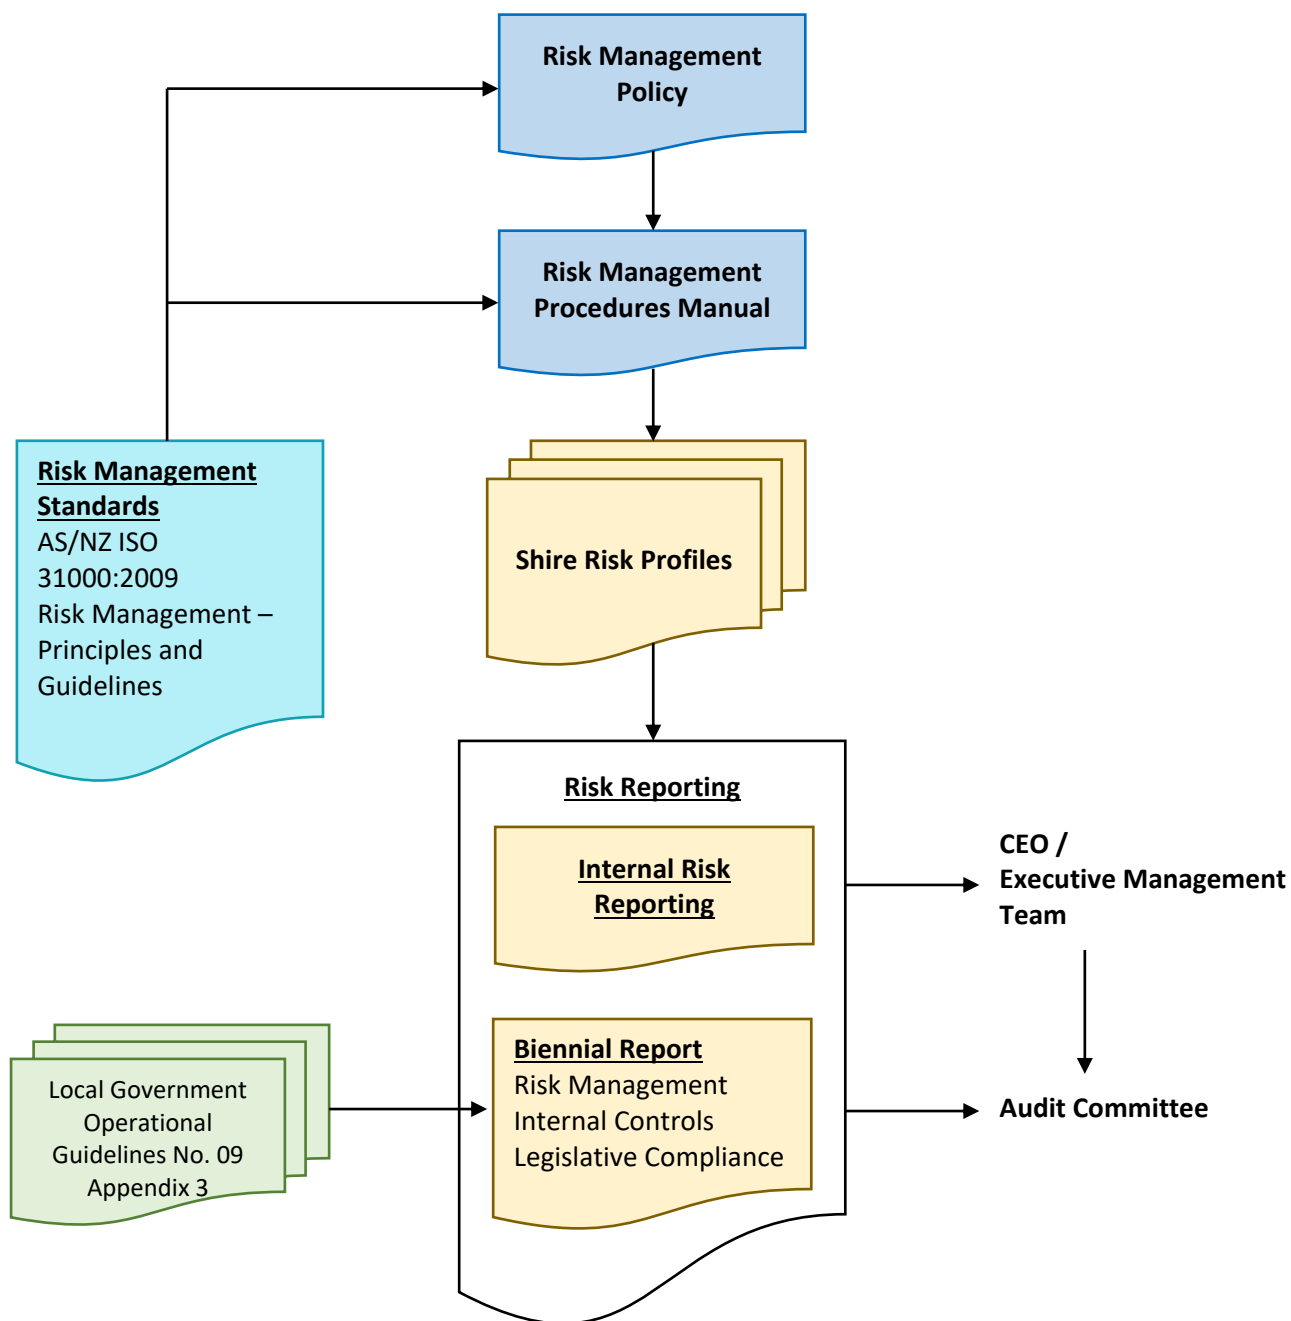 Risk Management
Policy
Risk Management
Procedures Manual
Risk Management
Standards
AS/NZ ISO
31000:2009
Risk Management –
Principles and
Guidelines
Shire Risk Profiles
Risk Reporting
Internal Risk
Reporting
CEO /
Executive Management
Team
Local Government
Operational
Guidelines No. 09
Appendix 3
Biennial Report
Risk Management
Internal Controls
Legislative Compliance
Audit Committee